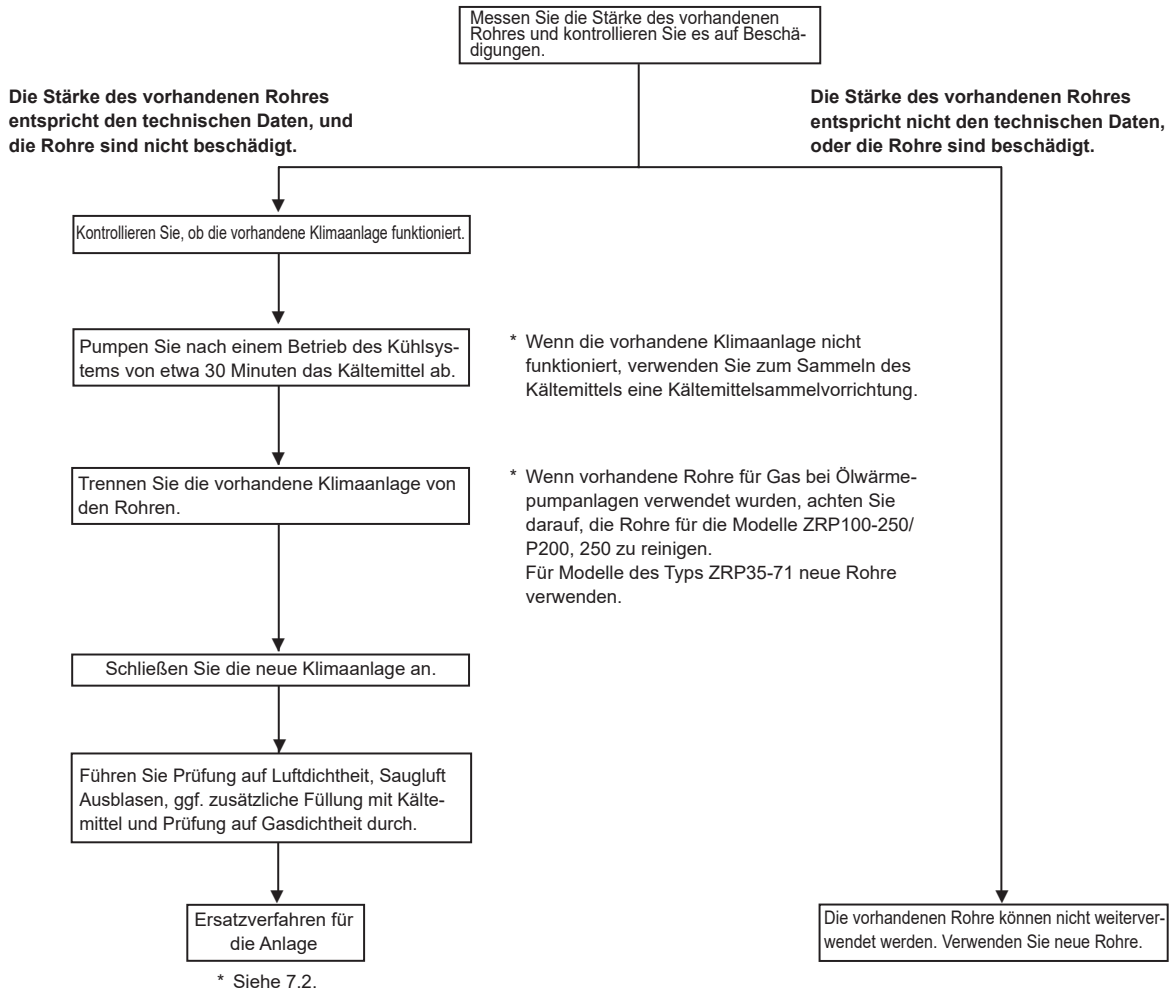 Messen Sie die Stärke des vorhandenen
Rohres und kontrollieren Sie es auf Beschä-
digungen.
Die Stärke des vorhandenen Rohres
entspricht den technischen Daten, und
die Rohre sind nicht beschädigt.
Die Stärke des vorhandenen Rohres
entspricht nicht den technischen Daten,
oder die Rohre sind beschädigt.
Kontrollieren Sie, ob die vorhandene Klimaanlage funktioniert.
Pumpen Sie nach einem Betrieb des Kühlsys-
tems von etwa 30 Minuten das Kältemittel ab.
* Wenn die vorhandene Klimaanlage nicht
funktioniert, verwenden Sie zum Sammeln des
Kältemittels eine Kältemittelsammelvorrichtung.
Trennen Sie die vorhandene Klimaanlage von
den Rohren.
* Wenn vorhandene Rohre für Gas bei Ölwärme-
pumpanlagen verwendet wurden, achten Sie
darauf, die Rohre für die Modelle ZRP100-250/
P200, 250 zu reinigen.
Für Modelle des Typs ZRP35-71 neue Rohre
verwenden.
Schließen Sie die neue Klimaanlage an.
Führen Sie Prüfung auf Luftdichtheit, Saugluft
Ausblasen, ggf. zusätzliche Füllung mit Kälte-
mittel und Prüfung auf Gasdichtheit durch.
Ersatzverfahren für
die Anlage
* Siehe 7.2.
Die vorhandenen Rohre können nicht weiterver-
wendet werden. Verwenden Sie neue Rohre.